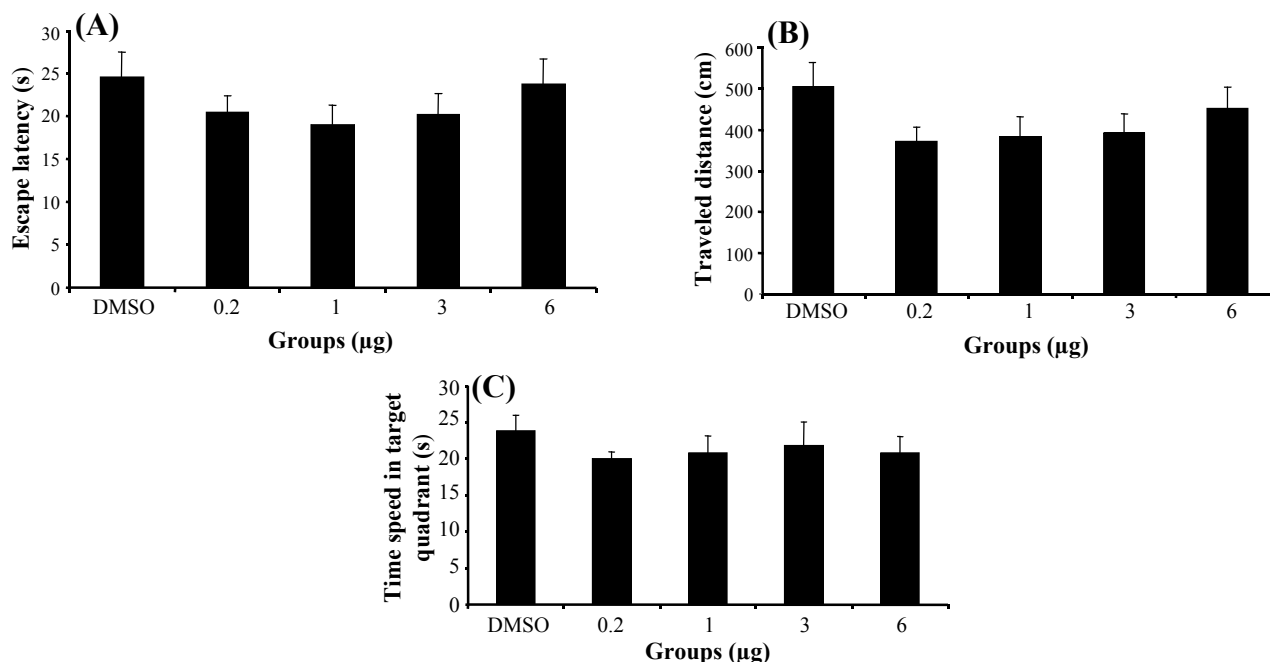 (A)
Escape latency (s)
30
25
20
15
10
5
0
DMSO 0.2 1 3 6
Groups (µg)
(B)
Traveled distance (cm)
600
500
400
300
200
100
0
DMSO 0.2 1 3 6
Groups (µg)
(C)
Time speed in target
quadrant (s)
30
25
20
15
10
5
0
DMSO 0.2 1 3 6
Groups (µg)